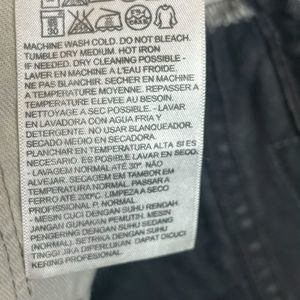 30
MACHINE WASH COLD. DO NOT BLEACH.
TUMBLE DRY MEDIUM. HOT IRON
IF NEEDED. DRY CLEANING POSSIBLE -
LAVER EN MACHINE A L'EAU FROIDE.
NE PAS BLANCHIR. SECHER EN MACHINE
A TEMPERATURE MOYENNE. REPASSER A
TEMPERATURE ELEVEE AU BESOIN.
NETTOYAGE A SEC POSSIBLE. - LAVAR
EN LAVADORA CON AGUA FRIA Y
DETERGENTE. NO USAR BLANQUEADOR.
SECADO MEDIO EN SECADORA.
PLANCHAR EN TEMPERATURA ALTA SI ES
NECESARIO. ES POSIBLE LAVAR EN SECO.
- LAVAGEM NORMAL ATÉ 30º NÃO
ALVEJAR. SECAGEM EM TAMBOR EM
TEMPERATURA NORMAL. PASSAR A
FERRO ATÉ 200ºC. LIMPEZA A SECO
PROFISSIONAL P. NORMAL.
- MESIN CUCI DENGAN SUHU RENDAH.
JANGAN GUNAKAN PEMUTIH. MESIN
PENGERING DENGAN SUHU SEDANG
(NORMAL). SETRIKA DENGAN SUHU
TINGGI JIKA DIPERLUKAN. DAPAT DICUCI
KERING PROFESIONAL.